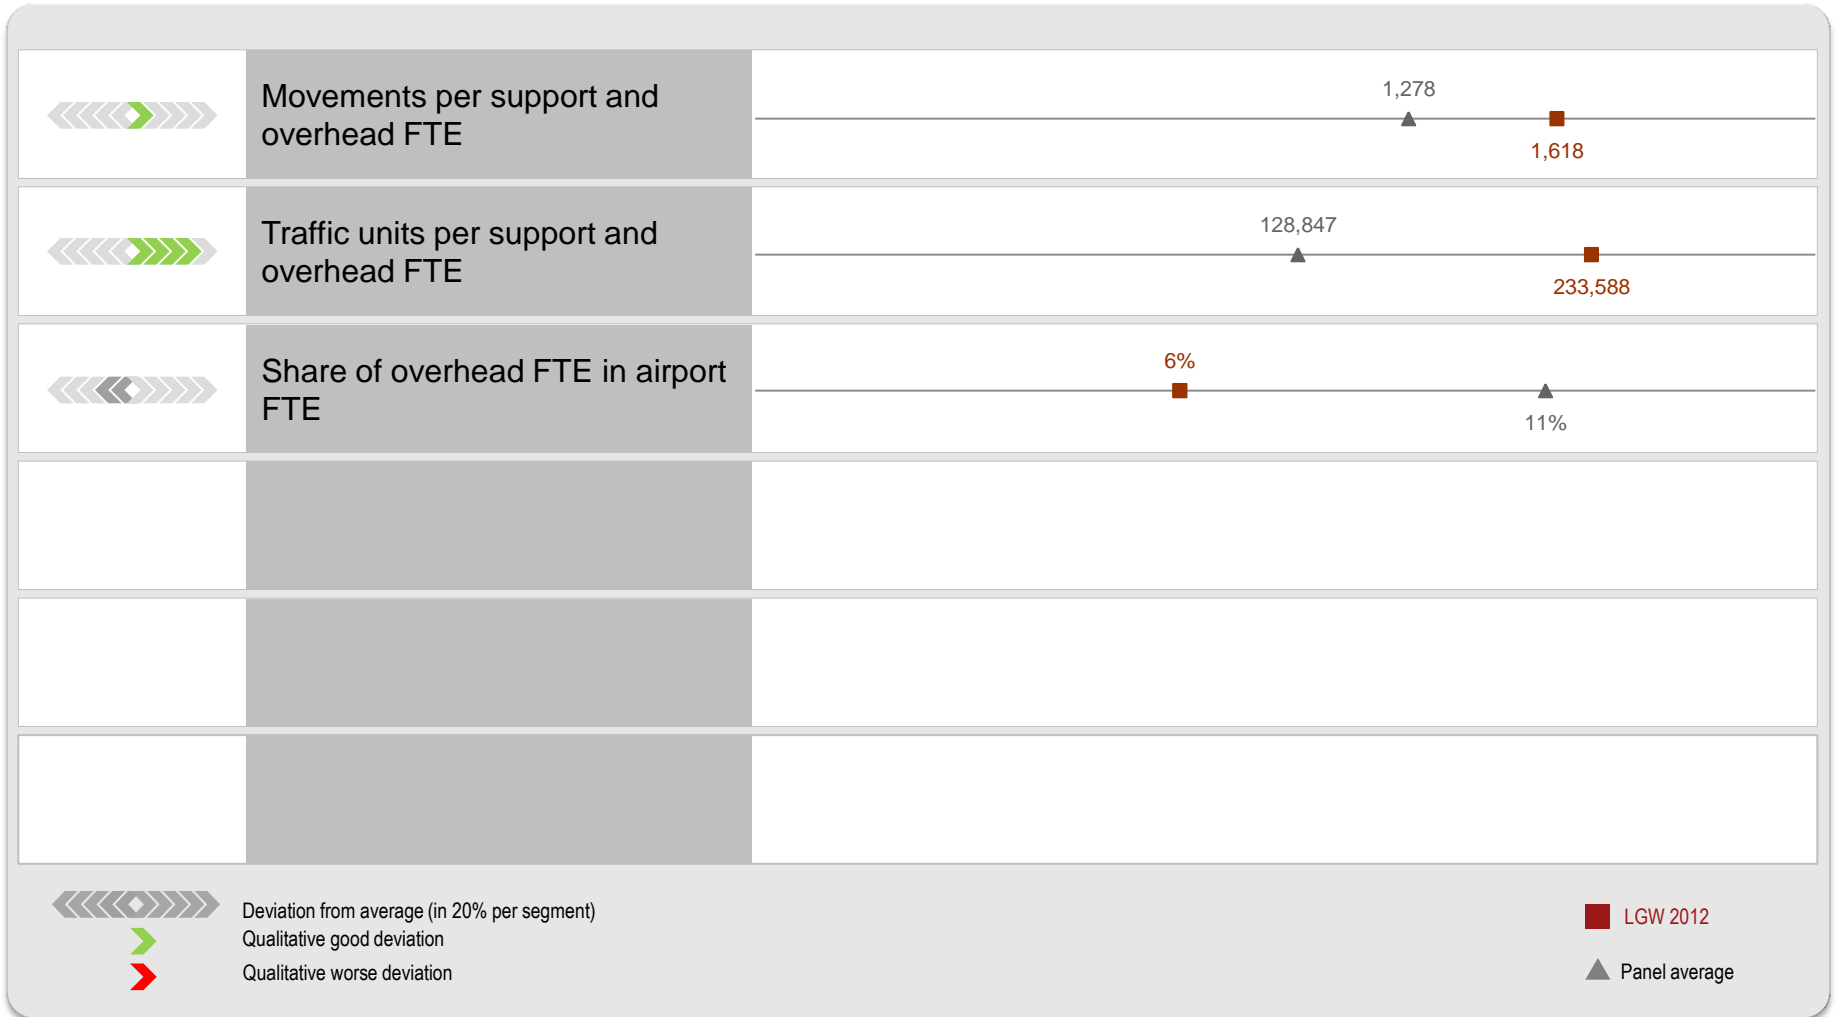 Movements per support and
overhead FTE
1,278
1,618
Traffic units per support and
overhead FTE
128,847
233,588
Share of overhead FTE in airport
FTE
6%
11%
Deviation from average (in 20% per segment)
Qualitative good deviation
Qualitative worse deviation
LGW 2012
Panel average